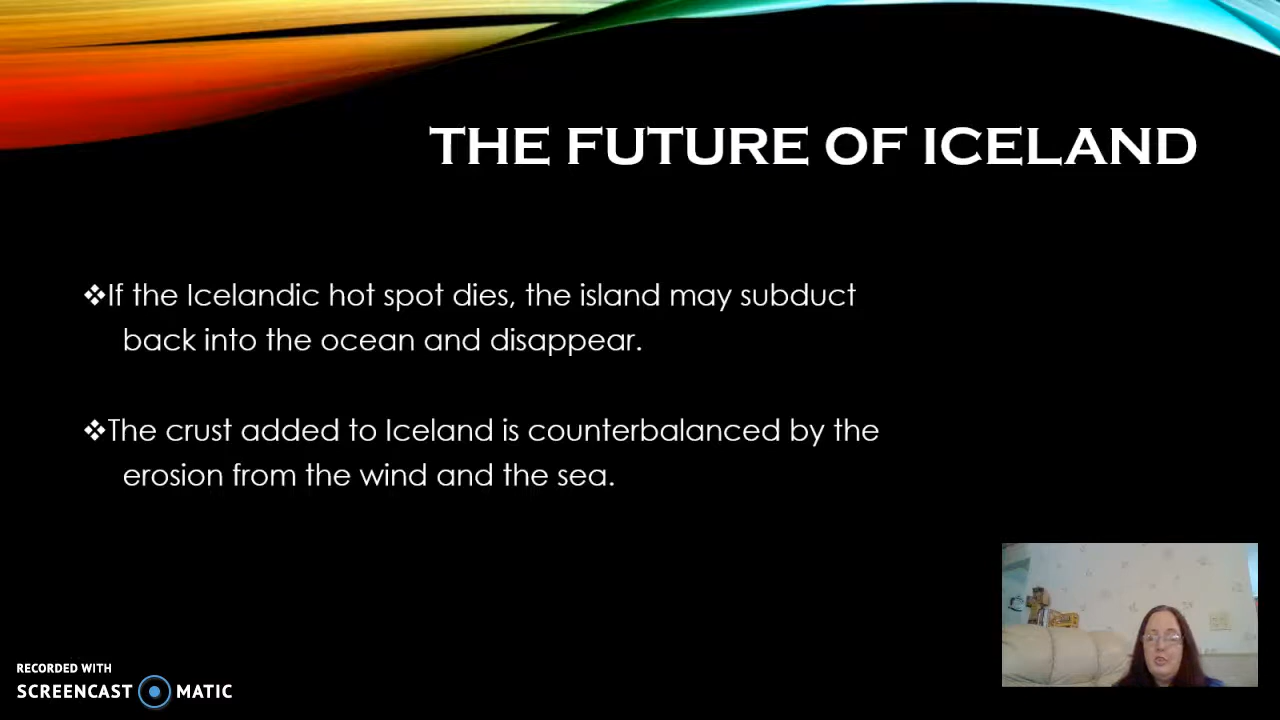 THE FUTURE OF ICELAND
❖If the Icelandic hot spot dies, the island may subduct
back into the ocean and disappear.
❖The crust added to Iceland is counterbalanced by the
erosion from the wind and the sea.
RECORDED WITH
SCREENCAST MATIC